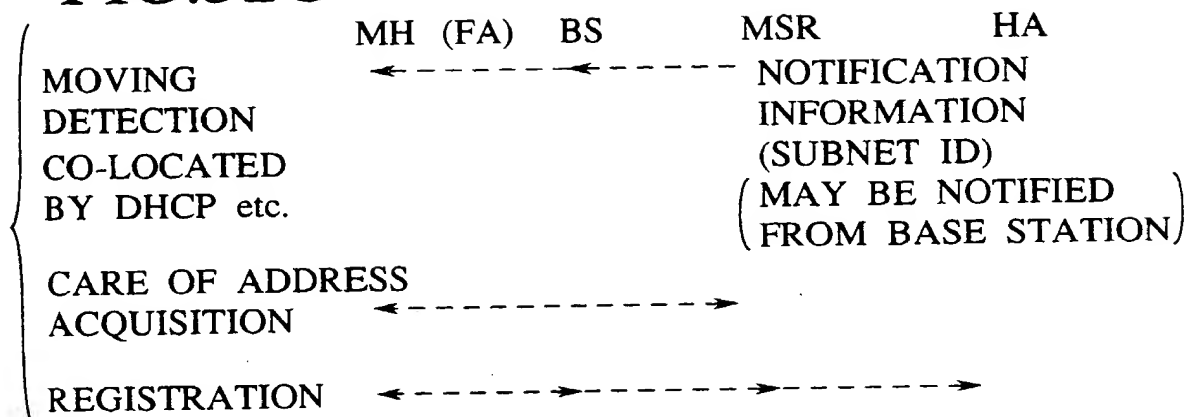 MH (FA) BS MSR HA
MOVING
DETECTION
CO-LOCATED
BY DHCP etc.
NOTIFICATION
INFORMATION
(SUBNET ID)
(MAY BE NOTIFIED
FROM BASE STATION)
CARE OF ADDRESS
ACQUISITION
REGISTRATION